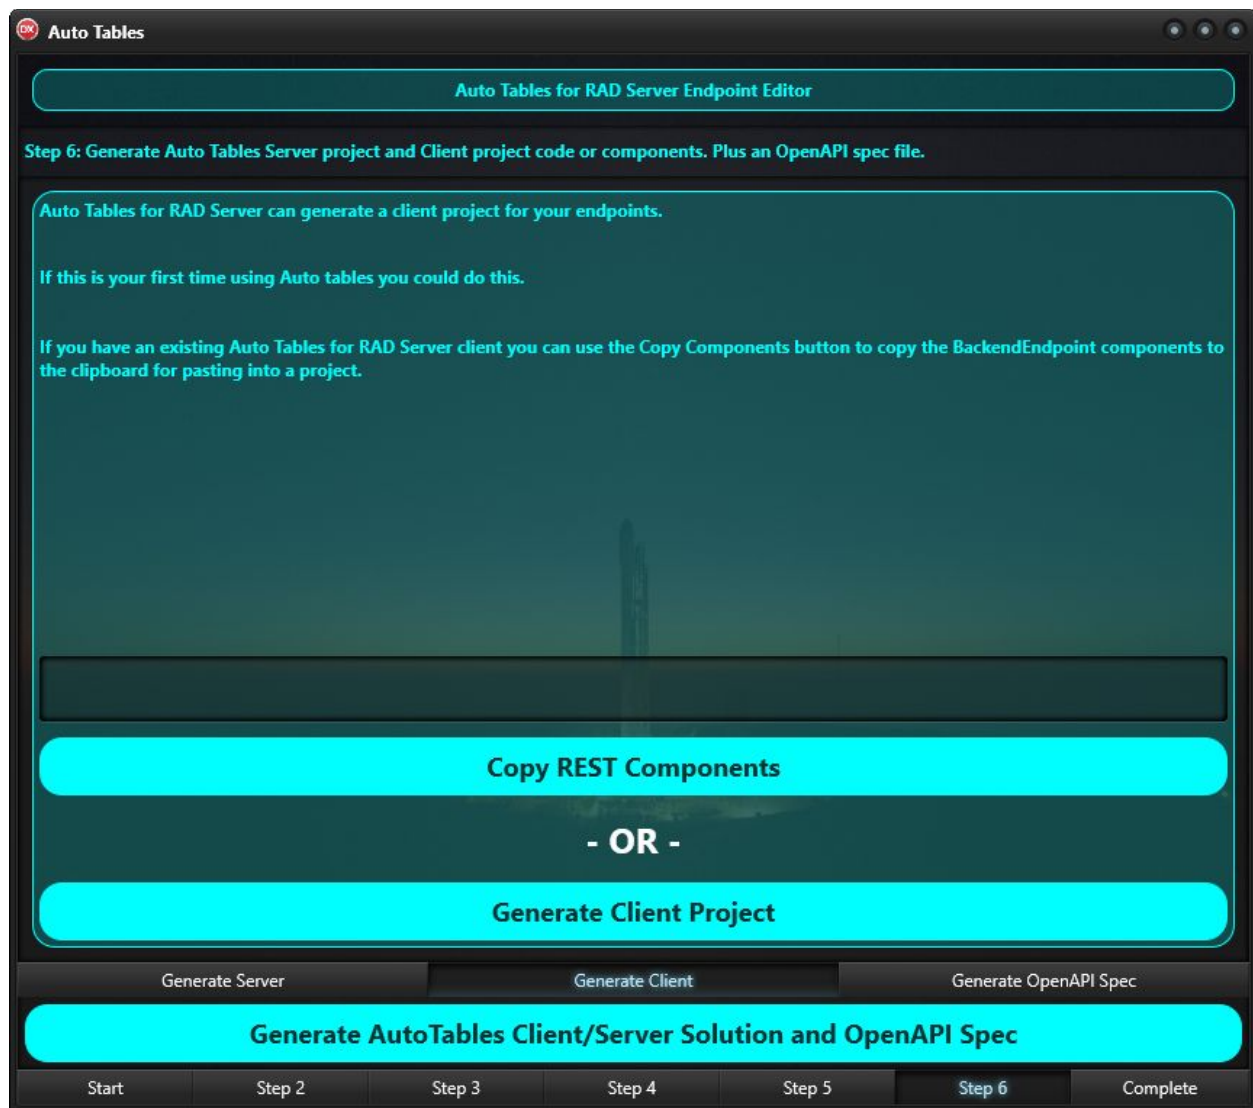 DX Auto Tables
Auto Tables for RAD Server Endpoint Editor
Step 6: Generate Auto Tables Server project and Client project code or components. Plus an OpenAPI spec file.
Auto Tables for RAD Server can generate a client project for your endpoints.
If this is your first time using Auto tables you could do this.
If you have an existing Auto Tables for RAD Server client you can use the Copy Components button to copy the BackendEndpoint components to
the clipboard for pasting into a project.
Copy REST Components
- OR -
Generate Client Project
Generate Server Generate Client Generate OpenAPI Spec
Generate AutoTables Client/Server Solution and OpenAPI Spec
Start Step 2 Step 3 Step 4 Step 5 Step 6 Complete